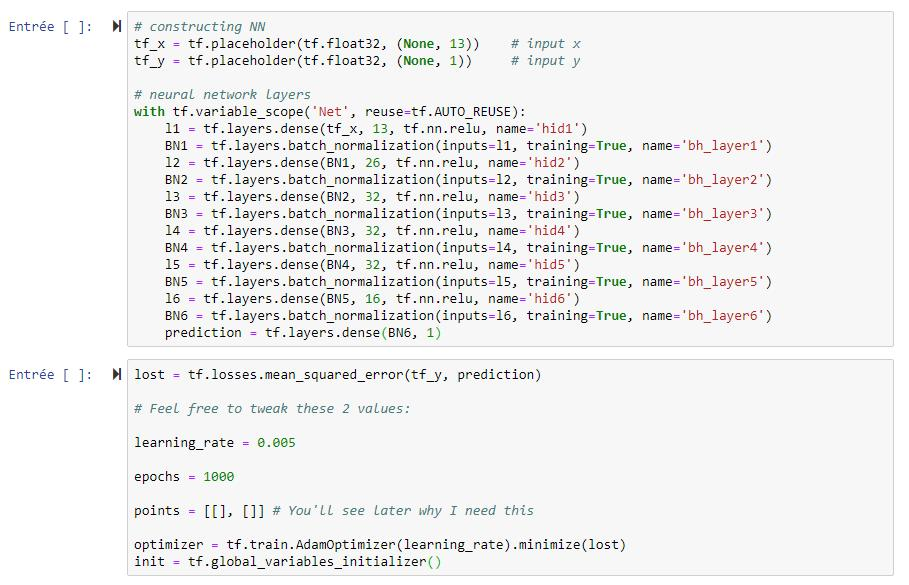 Entrée [ ]:
# constructing NN
tf_x = tf.placeholder(tf.float32, (None, 13))    # input x
tf_y = tf.placeholder(tf.float32, (None, 1))     # input y

# neural network layers
with tf.variable_scope('Net', reuse=tf.AUTO_REUSE):
    l1 = tf.layers.dense(tf_x, 13, tf.nn.relu, name='hid1')
    BN1 = tf.layers.batch_normalization(inputs=l1, training=True, name='bh_layer1')
    l2 = tf.layers.dense(BN1, 26, tf.nn.relu, name='hid2')
    BN2 = tf.layers.batch_normalization(inputs=l2, training=True, name='bh_layer2')
    l3 = tf.layers.dense(BN2, 32, tf.nn.relu, name='hid3')
    BN3 = tf.layers.batch_normalization(inputs=l3, training=True, name='bh_layer3')
    l4 = tf.layers.dense(BN3, 32, tf.nn.relu, name='hid4')
    BN4 = tf.layers.batch_normalization(inputs=l4, training=True, name='bh_layer4')
    l5 = tf.layers.dense(BN4, 32, tf.nn.relu, name='hid5')
    BN5 = tf.layers.batch_normalization(inputs=l5, training=True, name='bh_layer5')
    l6 = tf.layers.dense(BN5, 16, tf.nn.relu, name='hid6')
    BN6 = tf.layers.batch_normalization(inputs=l6, training=True, name='bh_layer6')
    prediction = tf.layers.dense(BN6, 1)
Entrée [ ]:
lost = tf.losses.mean_squared_error(tf_y, prediction)

# Feel free to tweak these 2 values:

learning_rate = 0.005

epochs = 1000

points = [[], []] # You'll see later why I need this

optimizer = tf.train.AdamOptimizer(learning_rate).minimize(lost)
init = tf.global_variables_initializer()